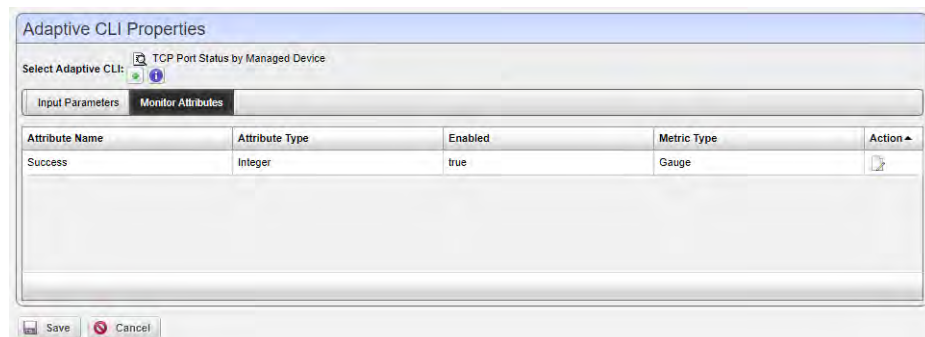 Adaptive CLI Properties
Select Adaptive CLI: TCP Port Status by Managed Device
Input Parameters Monitor Attributes
Attribute Name Attribute Type Enabled Metric Type Action
Success Integer true Gauge
Save Cancel